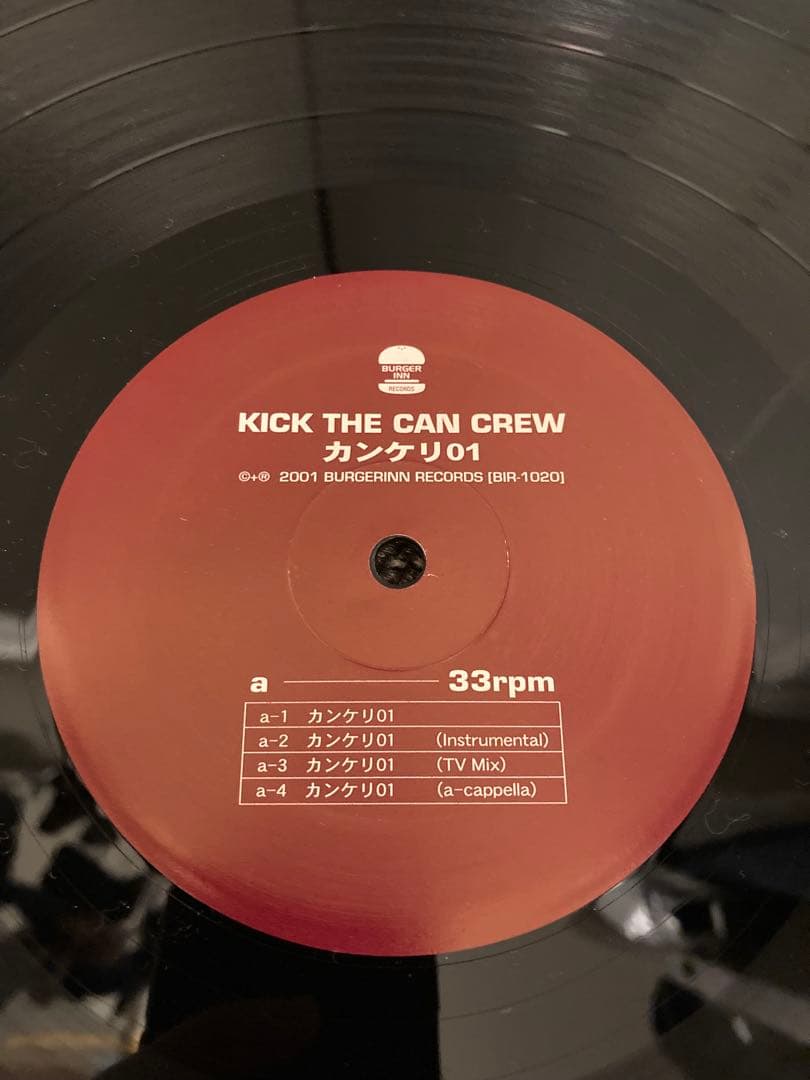 BURGER
INN
RECORDS
KICK THE CAN CREW
カンケリ01
©+® 2001 BURGERINN RECORDS [BIR-1020]
a 33rpm
a-1 カンケリ01
a-2 カンケリ01 (Instrumental)
a-3 カンケリ01 (TV Mix)
a-4 カンケリ01 (a-cappella)